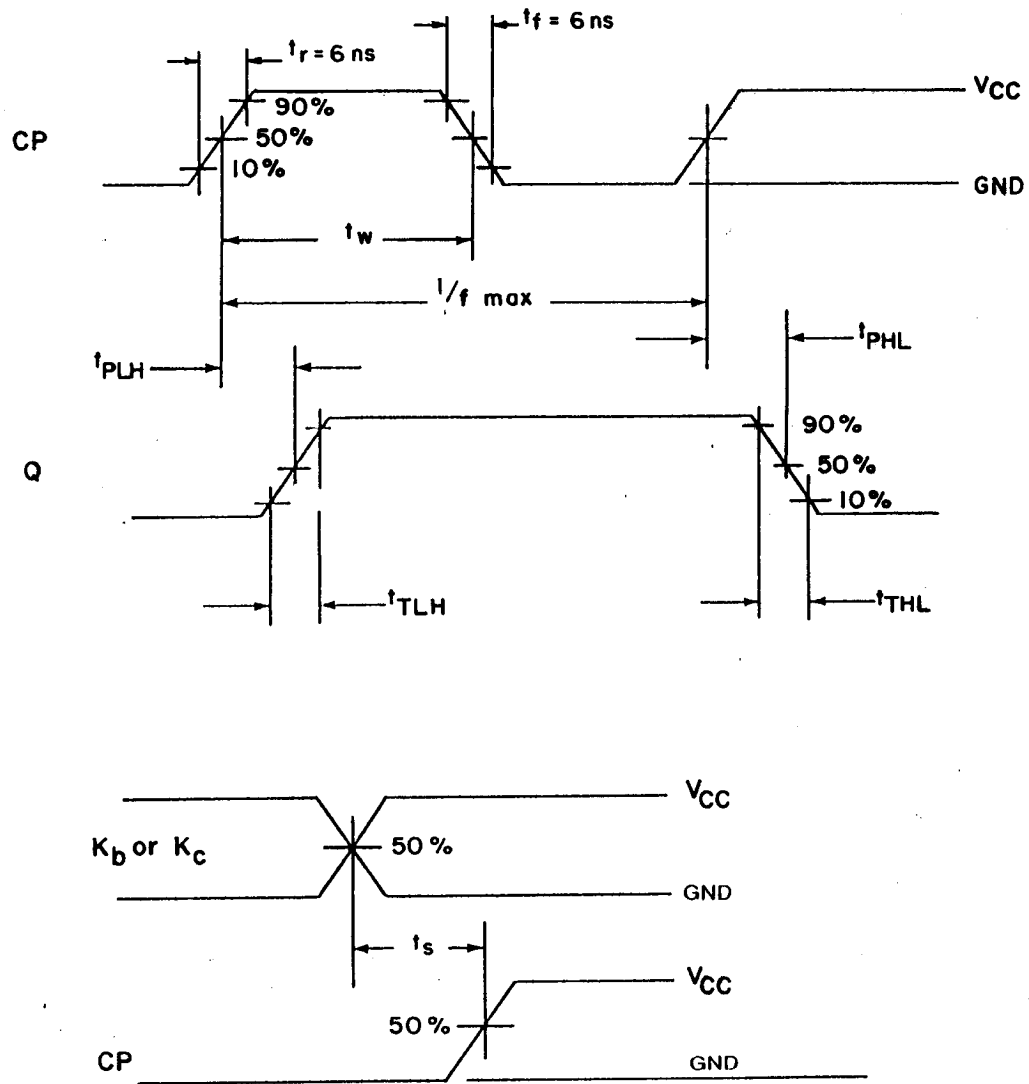 tr = 6 ns
tf = 6 ns
90%
50%
10%
CP
VCC
GND
tw
1/f max
tPLH
tPHL
Q
90%
50%
10%
tTLH
tTHL
Kb or Kc
VCC
50%
GND
ts
VCC
50%
CP
GND